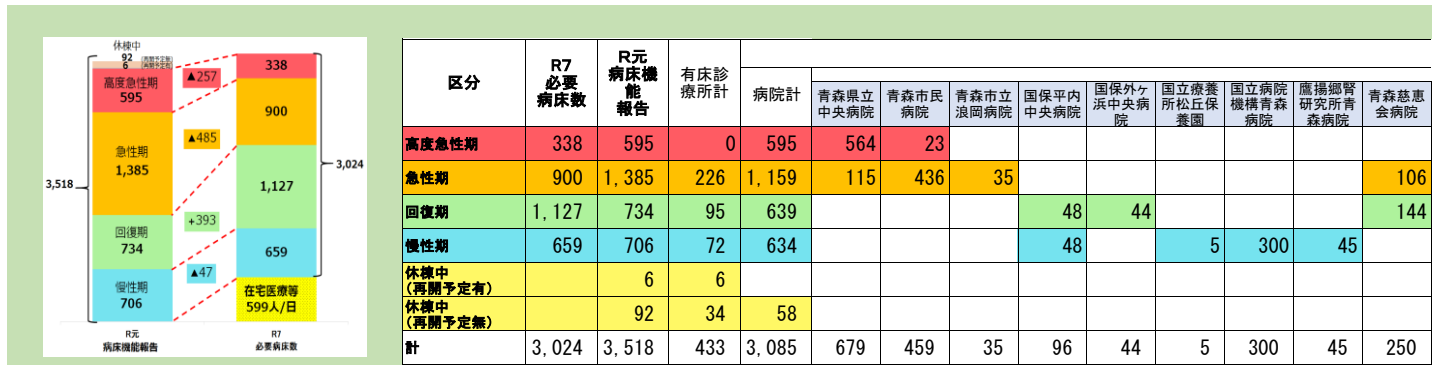 休棟中
92 (再開予定無)
6 (再開予定有)
高度急性期
595
急性期
1,385
回復期
734
慢性期
706
3,518
▲257
▲485
+393
▲47
338
900
1,127
659
在宅医療等
599人/日
3,024
R元
病床機能報告
R7
必要病床数
区分 R7必要病床数 R元病床機能報告 有床診療所計 病院計 青森県立中央病院 青森市民病院 青森市立浪岡病院 国保平内中央病院 国保外ヶ浜中央病院 国立療養所松丘保養園 国立病院機構青森病院 鷹揚郷腎研究所青森病院 青森慈恵会病院
高度急性期 338 595 0 595 564 23
急性期 900 1,385 226 1,159 115 436 35 106
回復期 1,127 734 95 639 48 44 144
慢性期 659 706 72 634 48 5 300 45
休棟中
(再開予定有) 6 6
休棟中
(再開予定無) 92 34 58
計 3,024 3,518 433 3,085 679 459 35 96 44 5 300 45 250